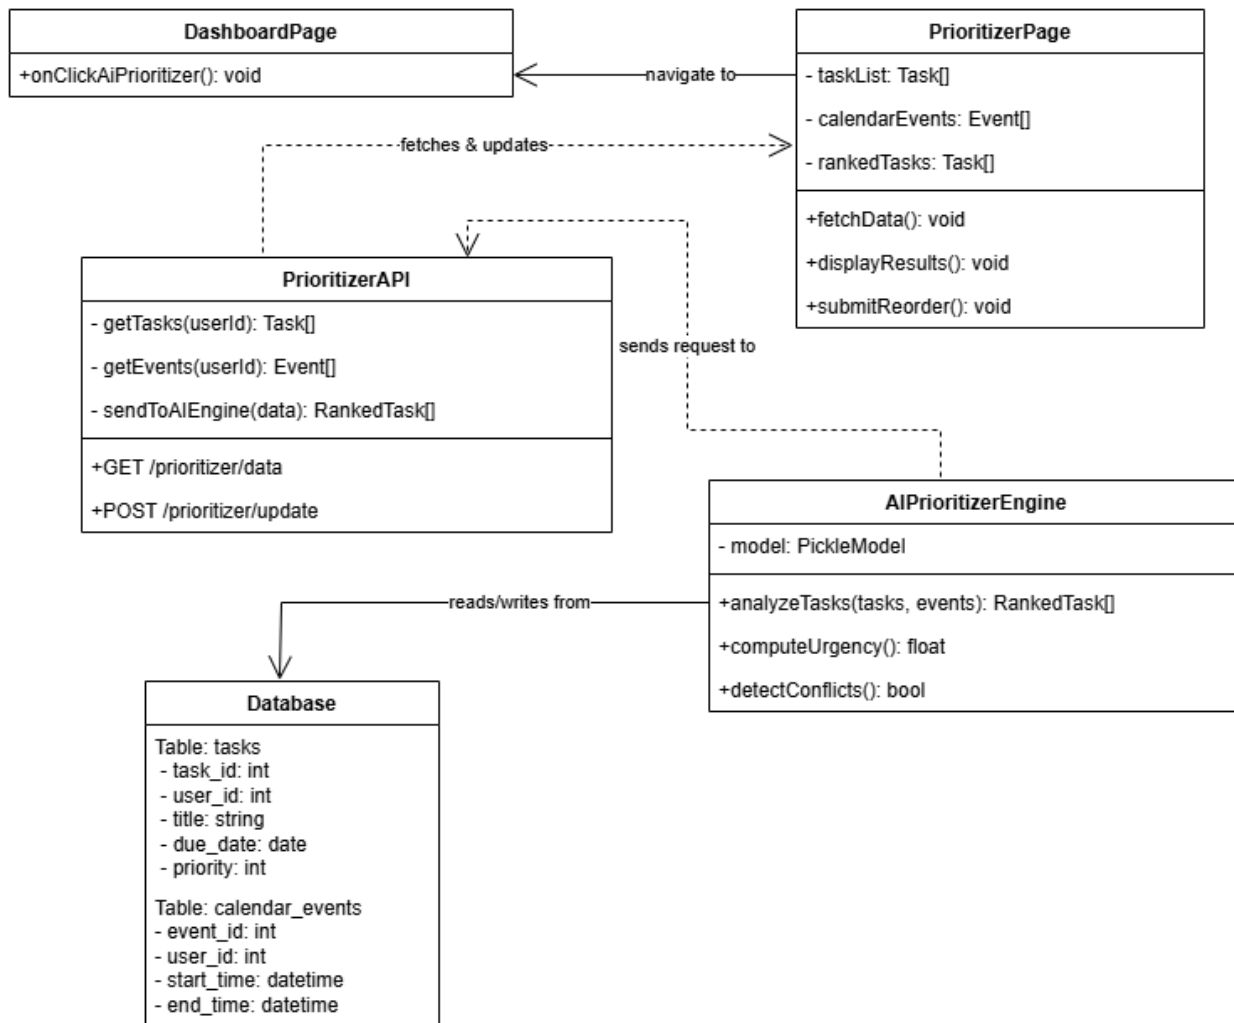 DashboardPage
+onClickAiPrioritizer(): void
PrioritizerPage
- taskList: Task[]
- calendarEvents: Event[]
- rankedTasks: Task[]
+fetchData(): void
+displayResults(): void
+submitReorder(): void
navigate to
fetches & updates
PrioritizerAPI
- getTasks(userId): Task[]
- getEvents(userId): Event[]
- sendToAIEngine(data): RankedTask[]
+GET /prioritizer/data
+POST /prioritizer/update
sends request to
AIPrioritizerEngine
- model: PickleModel
+analyzeTasks(tasks, events): RankedTask[]
+computeUrgency(): float
+detectConflicts(): bool
reads/writes from
Database
Table: tasks
- task_id: int
- user_id: int
- title: string
- due_date: date
- priority: int
Table: calendar_events
- event_id: int
- user_id: int
- start_time: datetime
- end_time: datetime